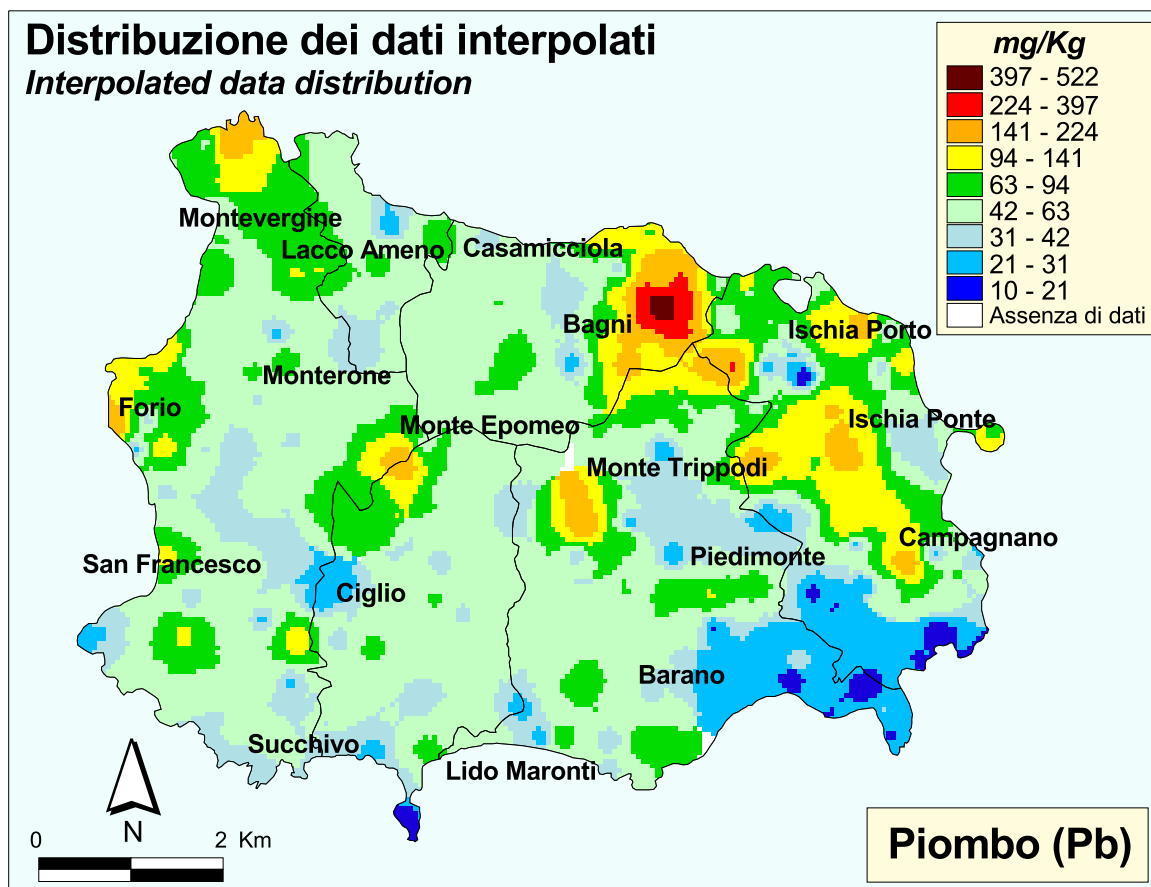 Distribuzione dei dati interpolati
Interpolated data distribution
mg/Kg
397 - 522
224 - 397
141 - 224
94 - 141
63 - 94
42 - 63
31 - 42
21 - 31
10 - 21
Assenza di dati
Montevergine
Lacco Ameno
Casamicciola
Bagni
Ischia Porto
Monterone
Forio
Monte Epomeo
Ischia Ponte
Monte Trippodi
San Francesco
Ciglio
Piedimonte
Campagnano
Barano
Succhivo
Lido Maronti
N
0 2 Km
Piombo (Pb)